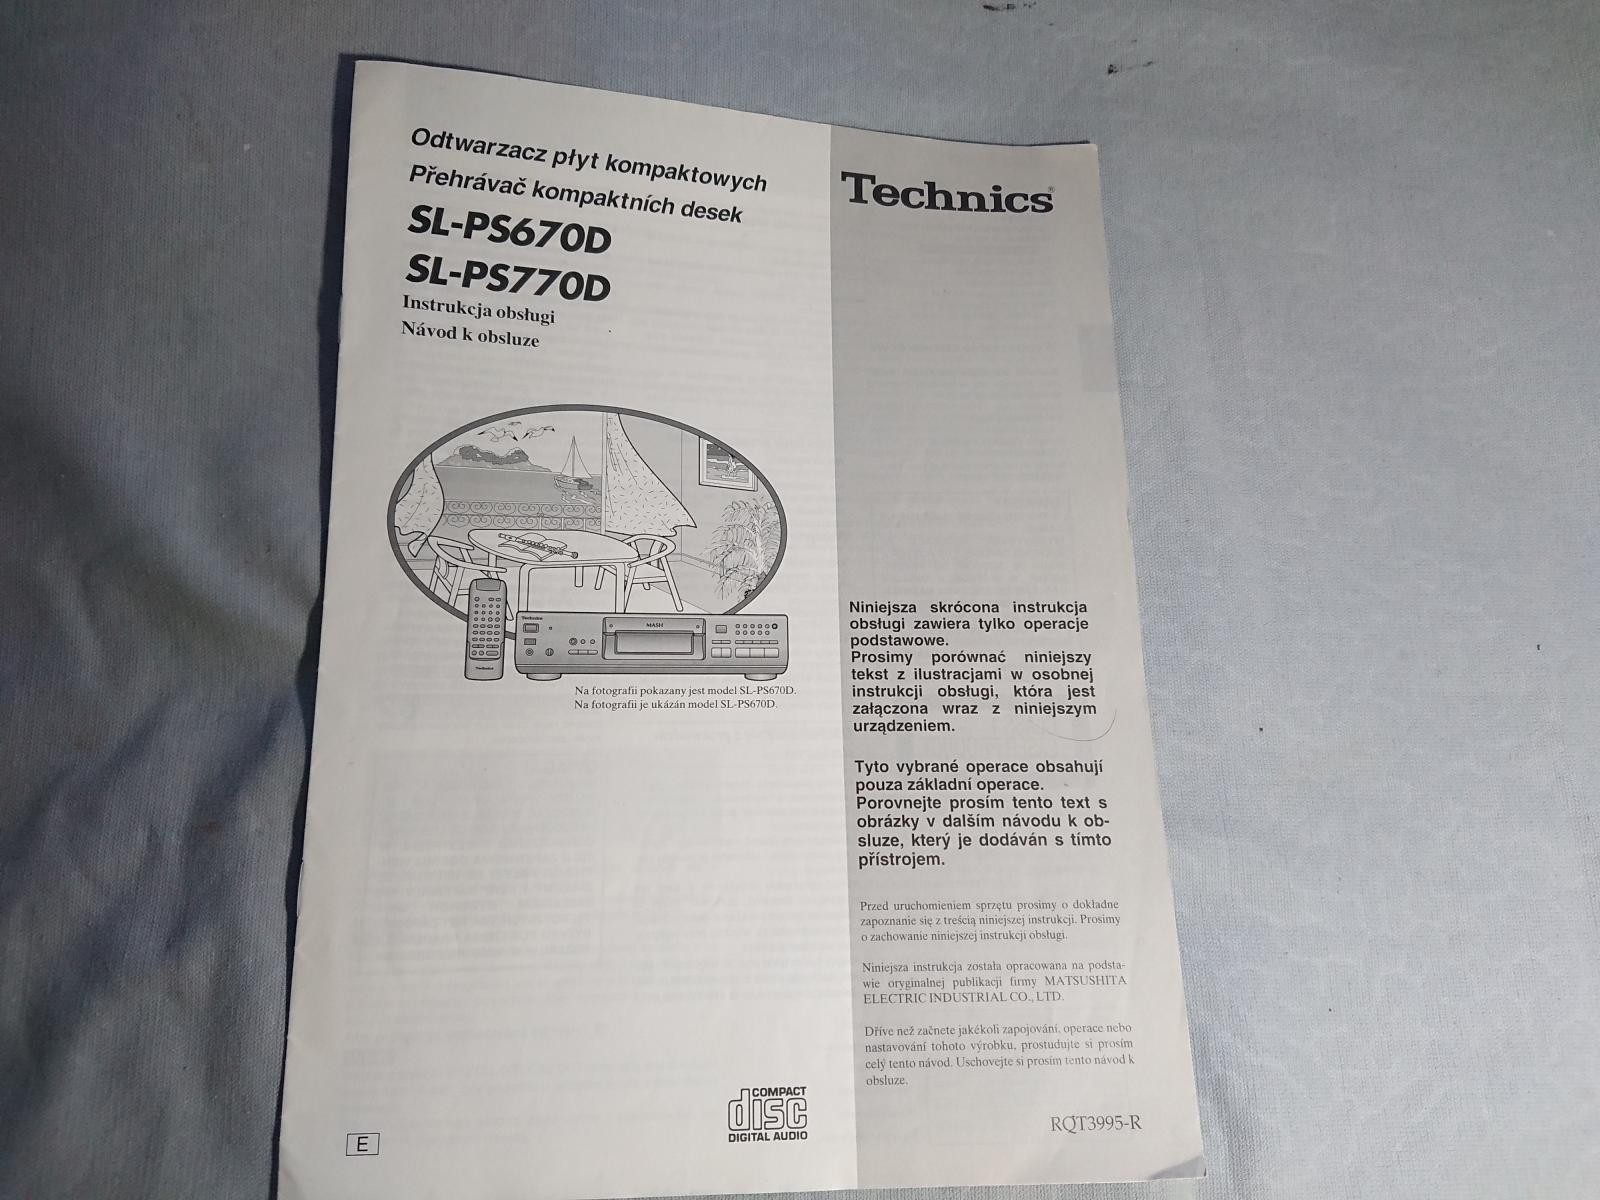 Odtwarzacz płyt kompaktowych
Přehrávač kompaktních desek
SL-PS670D
SL-PS770D
Instrukcja obsługi
Návod k obsluze
Technics®
Technics
MASH
Technics
Na fotografii pokazany jest model SL-PS670D.
Na fotografii je ukázán model SL-PS670D.
Niniejsza skrócona instrukcja
obsługi zawiera tylko operacje
podstawowe.
Prosimy porównać niniejszy
tekst z ilustracjami w osobnej
instrukcji obsługi, która jest
załączona wraz z niniejszym
urządzeniem.
Tyto vybrané operace obsahují
pouza základní operace.
Porovnejte prosím tento text s
obrázky v dalším návodu k ob-
sluze, který je dodáván s tímto
přístrojem.
Przed uruchomieniem sprzętu prosimy o dokładne
zapoznanie się z treścią niniejszej instrukcji. Prosimy
o zachowanie niniejszej instrukcji obsługi.
Niniejsza instrukcja została opracowana na podsta-
wie oryginalnej publikacji firmy MATSUSHITA
ELECTRIC INDUSTRIAL CO., LTD.
Dříve než začnete jakékoli zapojování, operace nebo
nastavování tohoto výrobku, prostudujte si prosím
celý tento návod. Uschovejte si prosím tento návod k
obsluze.
COMPACT
disc
DIGITAL AUDIO
E
RQT3995-R